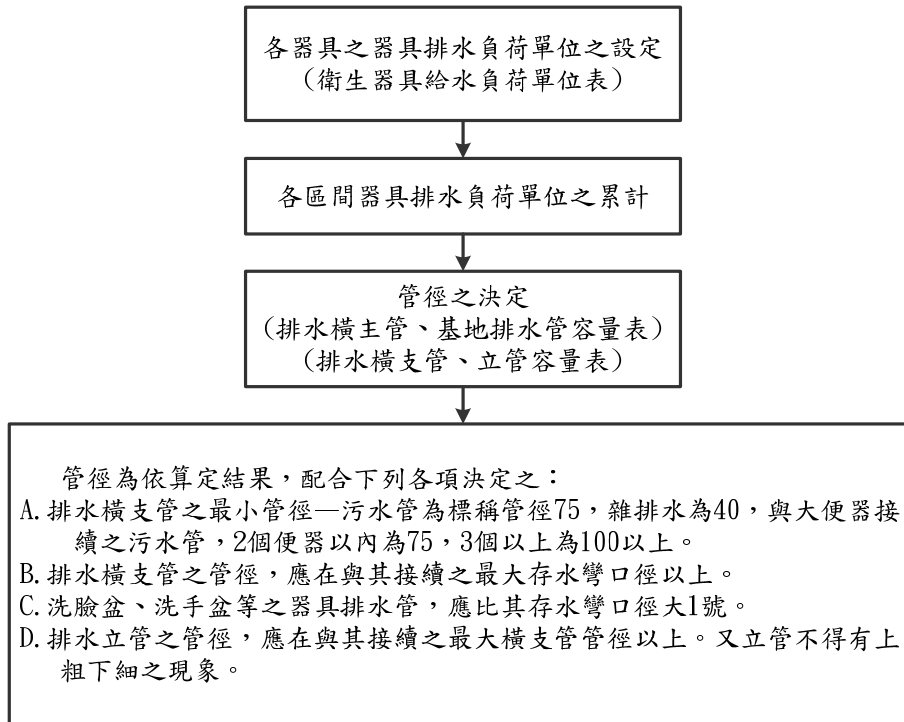 各器具之器具排水負荷單位之設定
（衛生器具給水負荷單位表）
各區間器具排水負荷單位之累計
管徑之決定
（排水橫主管、基地排水管容量表）
（排水橫支管、立管容量表）
管徑為依算定結果，配合下列各項決定之：
A.排水橫支管之最小管徑—污水管為標稱管徑75，雜排水為40，與大便器接
續之污水管，2個便器以內為75，3個以上為100以上。
B.排水橫支管之管徑，應在與其接續之最大存水彎口徑以上。
C.洗臉盆、洗手盆等之器具排水管，應比其存水彎口徑大1號。
D.排水立管之管徑，應在與其接續之最大橫支管管徑以上。又立管不得有上
粗下細之現象。